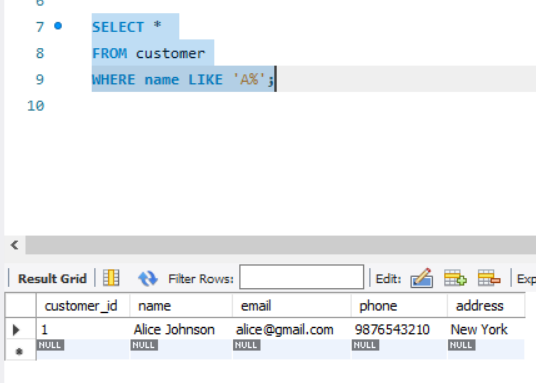 6
7 SELECT *
8 FROM customer
9 WHERE name LIKE 'A%';
10
Result Grid Filter Rows: Edit: Exp
customer_id name email phone address
1 Alice Johnson alice@gmail.com 9876543210 New York
NULL NULL NULL NULL NULL